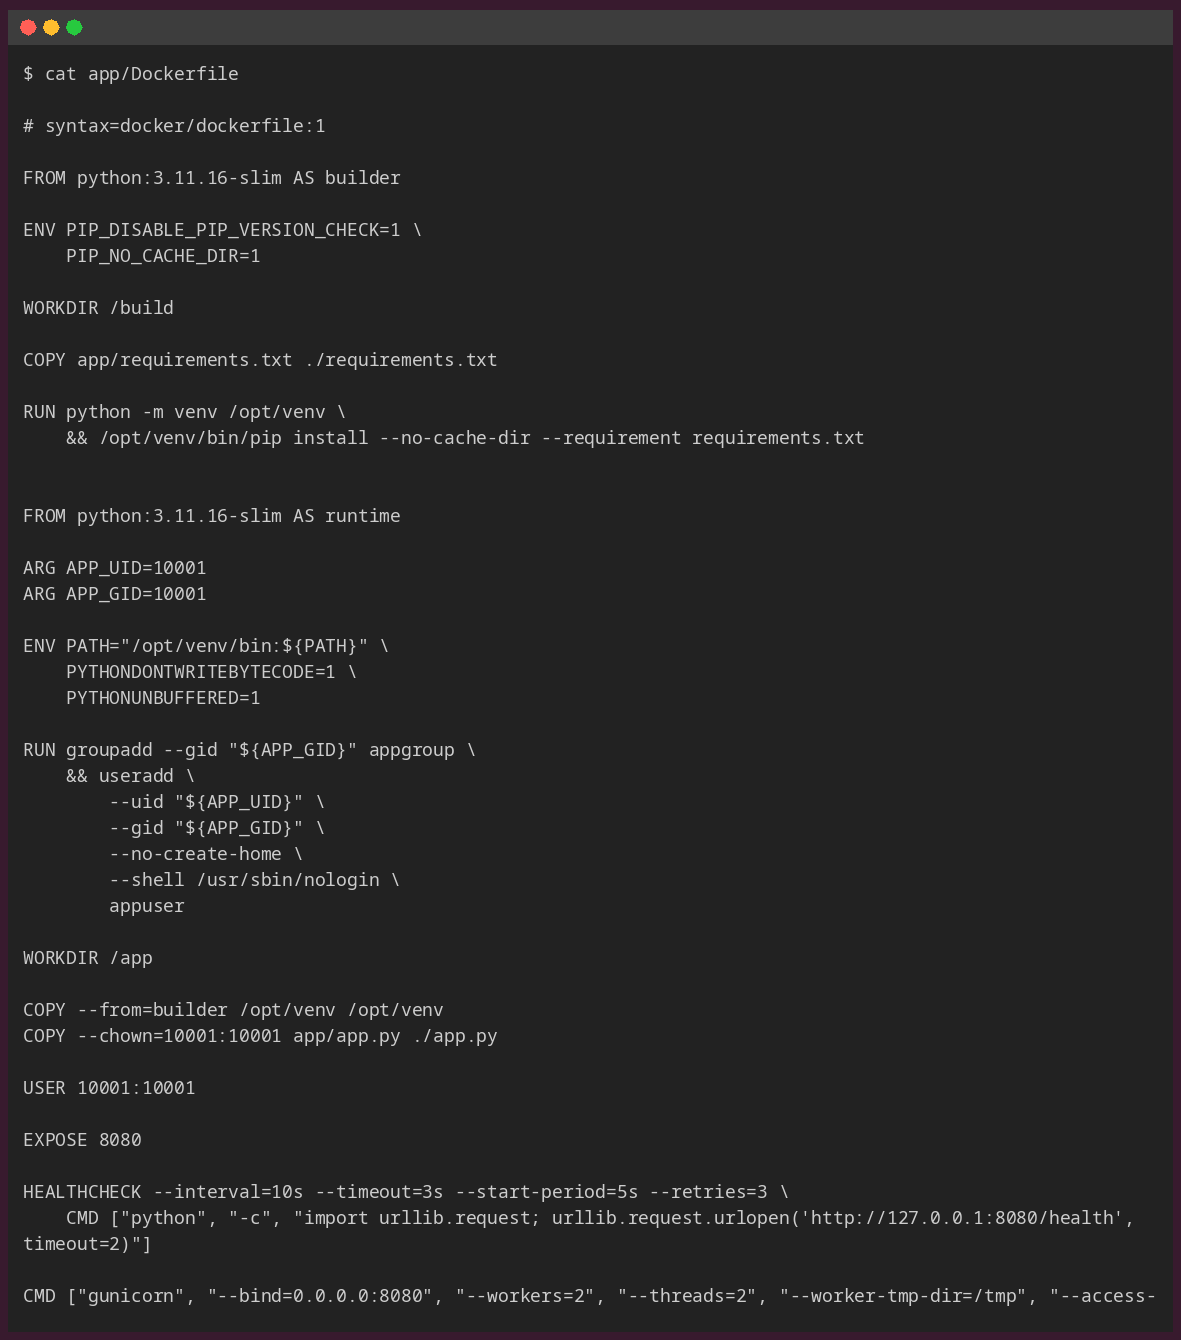 $ cat app/Dockerfile
# syntax=docker/dockerfile:1
FROM python:3.11.16-slim AS builder
ENV PIP_DISABLE_PIP_VERSION_CHECK=1 \
    PIP_NO_CACHE_DIR=1
WORKDIR /build
COPY app/requirements.txt ./requirements.txt
RUN python -m venv /opt/venv \
    && /opt/venv/bin/pip install --no-cache-dir --requirement requirements.txt
FROM python:3.11.16-slim AS runtime
ARG APP_UID=10001
ARG APP_GID=10001
ENV PATH="/opt/venv/bin:${PATH}" \
    PYTHONDONTWRITEBYTECODE=1 \
    PYTHONUNBUFFERED=1
RUN groupadd --gid "${APP_GID}" appgroup \
    && useradd \
        --uid "${APP_UID}" \
        --gid "${APP_GID}" \
        --no-create-home \
        --shell /usr/sbin/nologin \
        appuser
WORKDIR /app
COPY --from=builder /opt/venv /opt/venv
COPY --chown=10001:10001 app/app.py ./app.py
USER 10001:10001
EXPOSE 8080
HEALTHCHECK --interval=10s --timeout=3s --start-period=5s --retries=3 \
    CMD ["python", "-c", "import urllib.request; urllib.request.urlopen('http://127.0.0.1:8080/health',
timeout=2)"]
CMD ["gunicorn", "--bind=0.0.0.0:8080", "--workers=2", "--threads=2", "--worker-tmp-dir=/tmp", "--access-